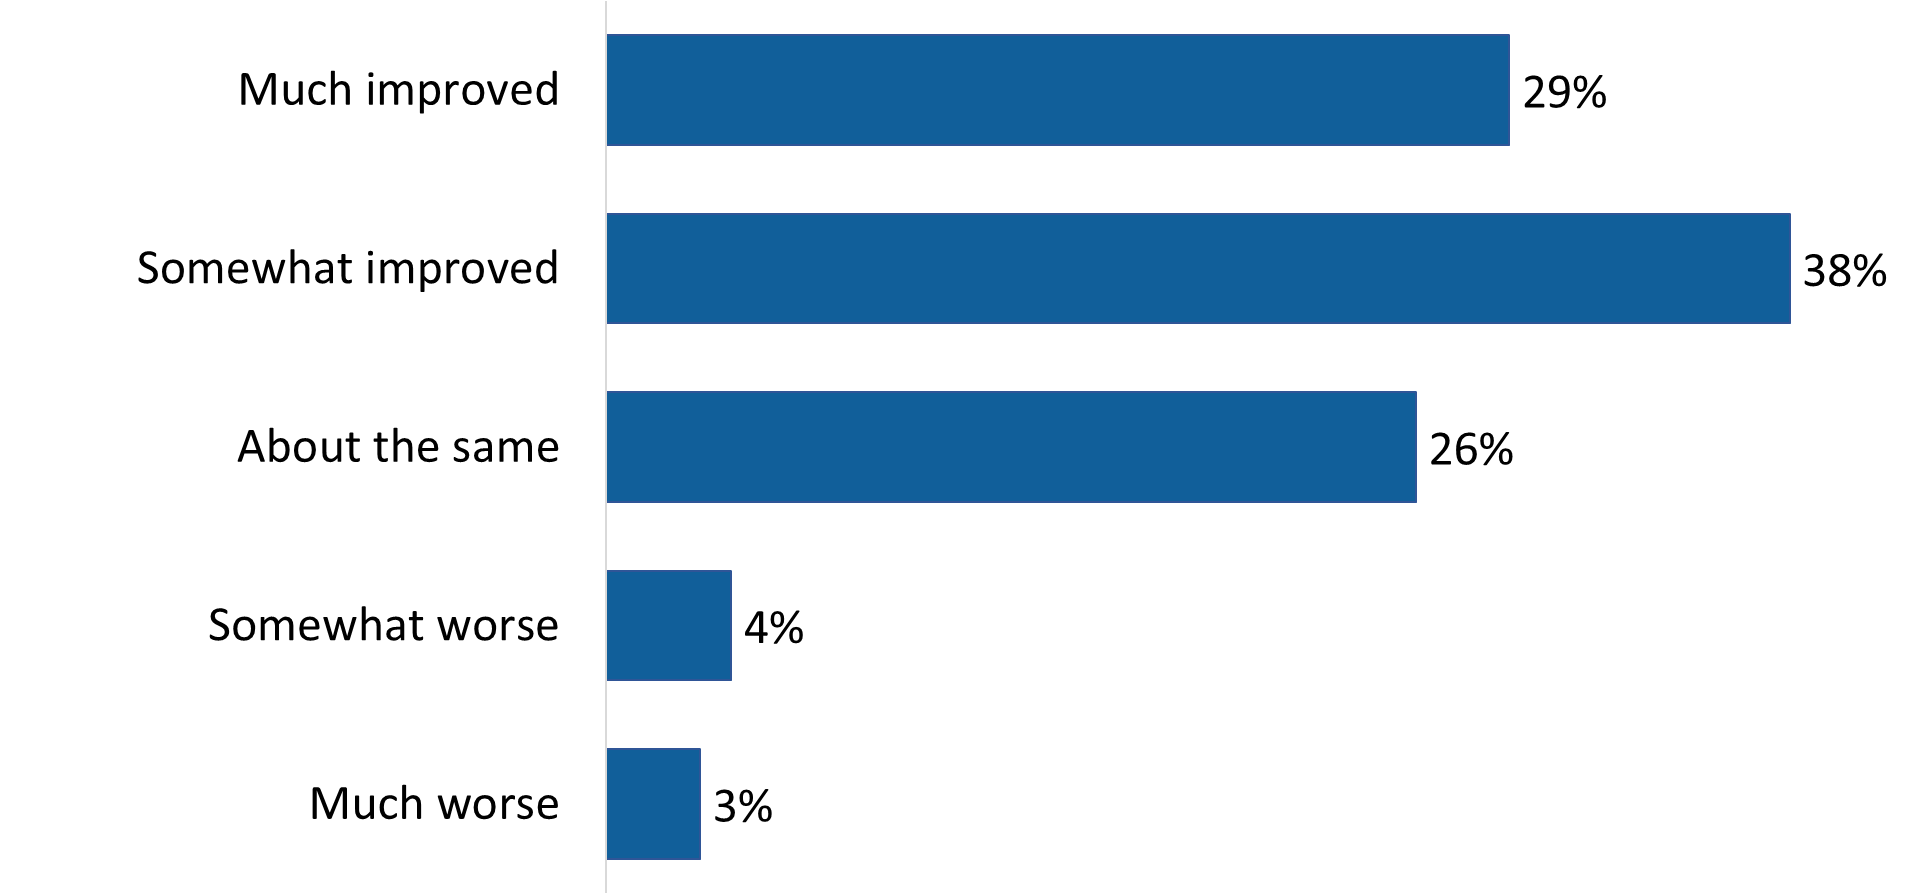 Much improved 29%
Somewhat improved 38%
About the same 26%
Somewhat worse 4%
Much worse 3%